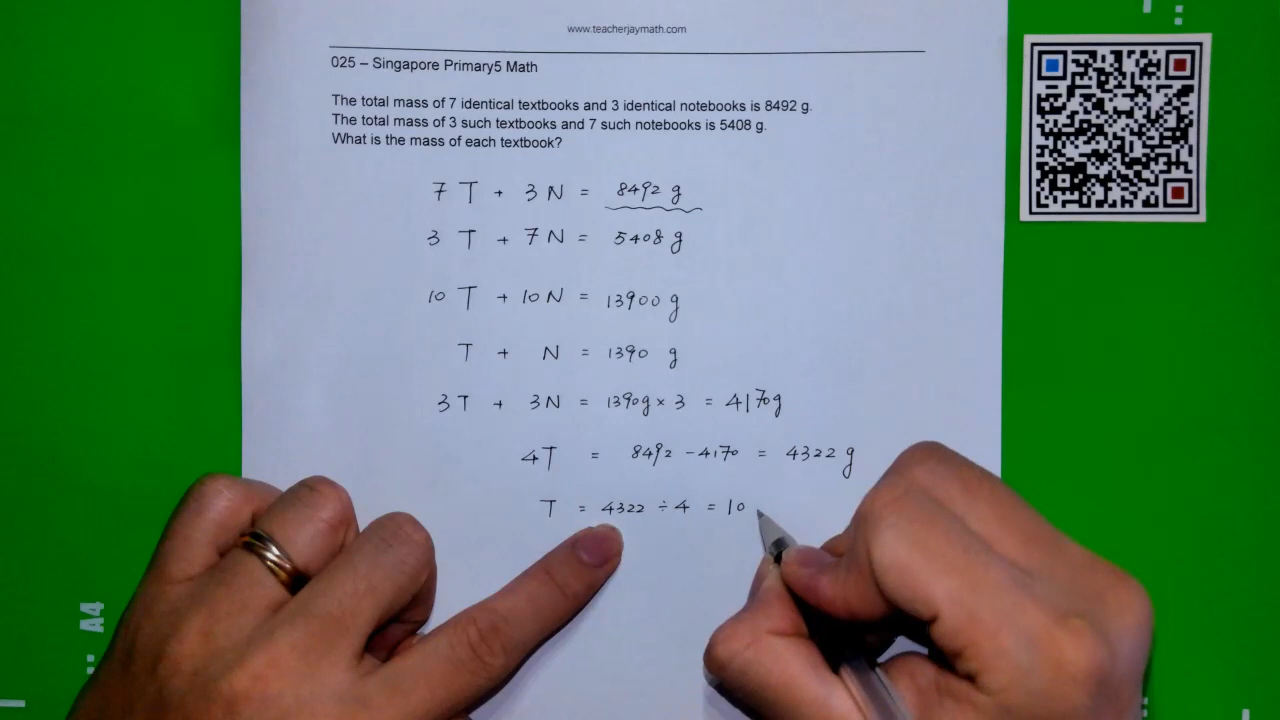 www.teacherjaymath.com
025 – Singapore Primary5 Math
The total mass of 7 identical textbooks and 3 identical notebooks is 8492 g.
The total mass of 3 such textbooks and 7 such notebooks is 5408 g.
What is the mass of each textbook?
7 T + 3 N = 8492 g
3 T + 7 N = 5408 g
10 T + 10 N = 13900 g
T + N = 1390 g
3T + 3N = 1390g × 3 = 4170g
4T = 8492 - 4170 = 4322 g
T = 4322 ÷ 4 = 10
A4